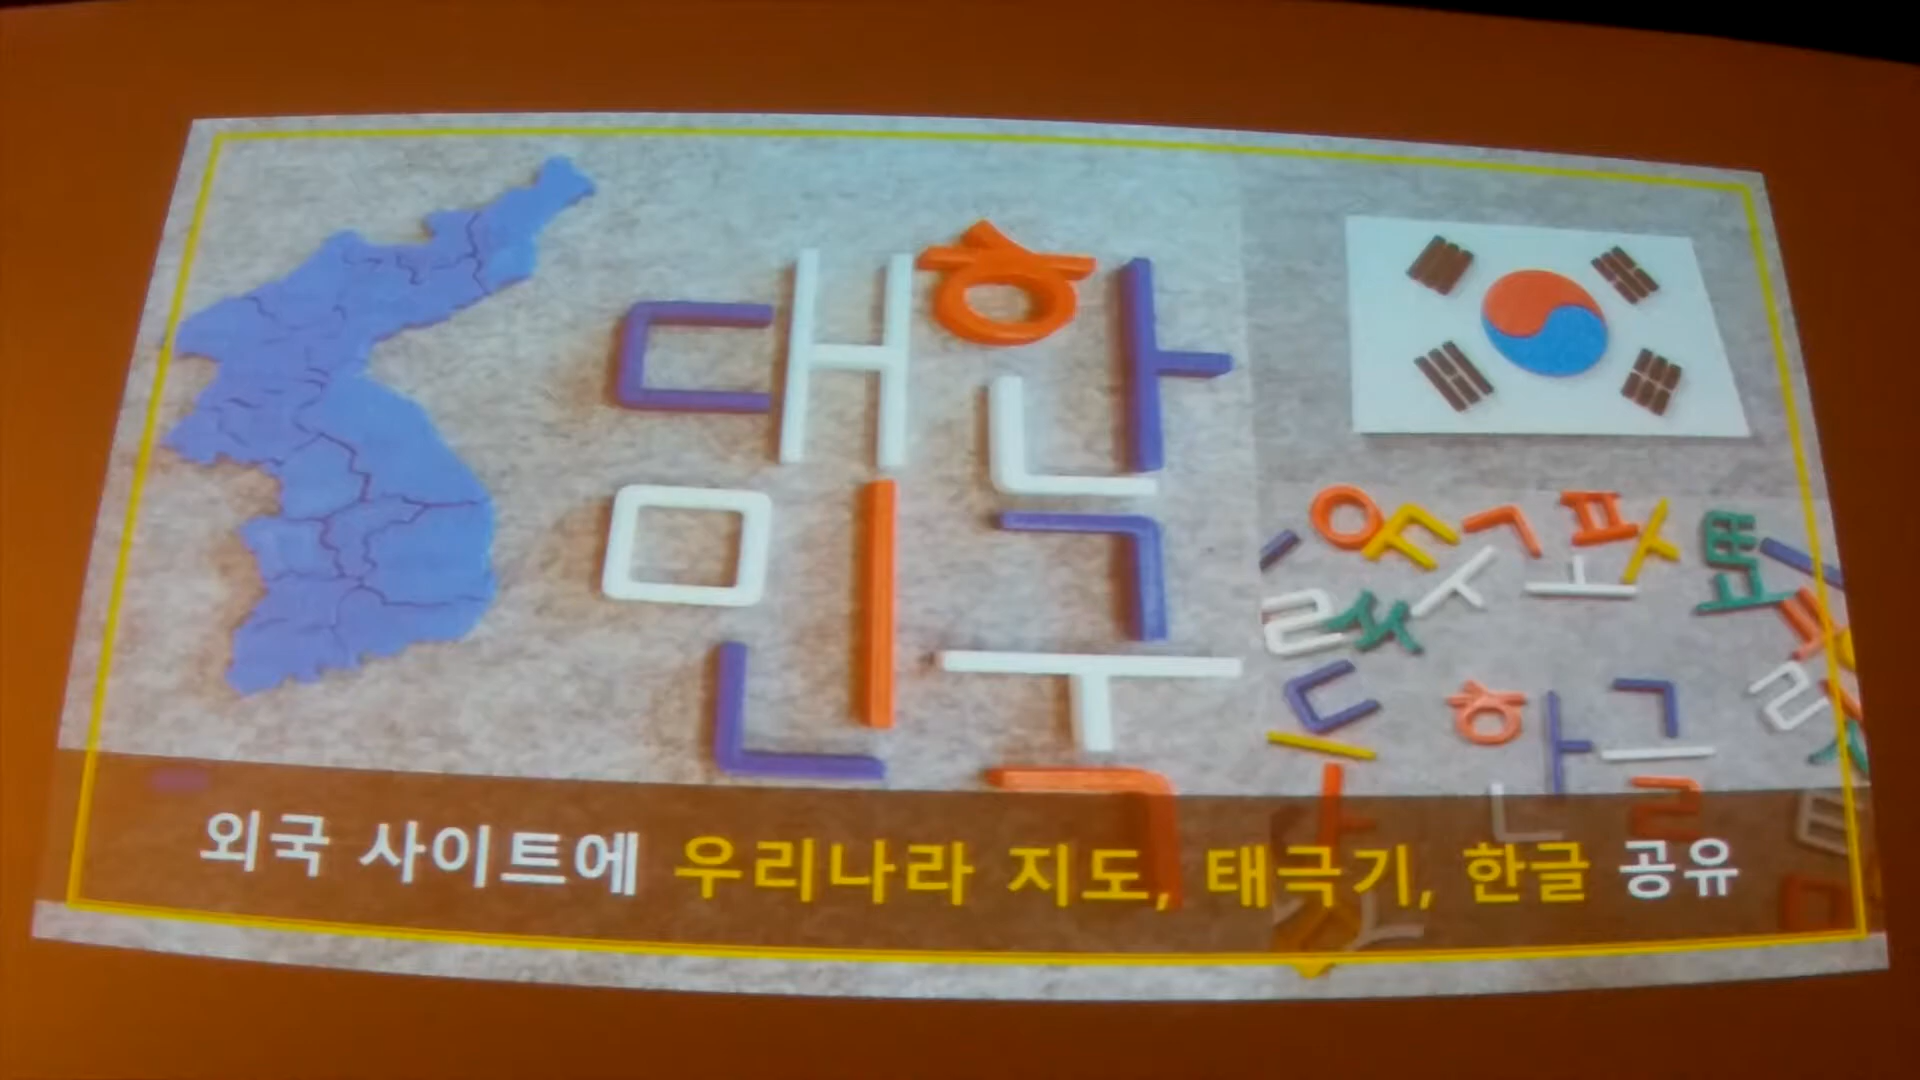 대한
민국
한글
외국 사이트에 우리나라 지도, 태극기, 한글 공유